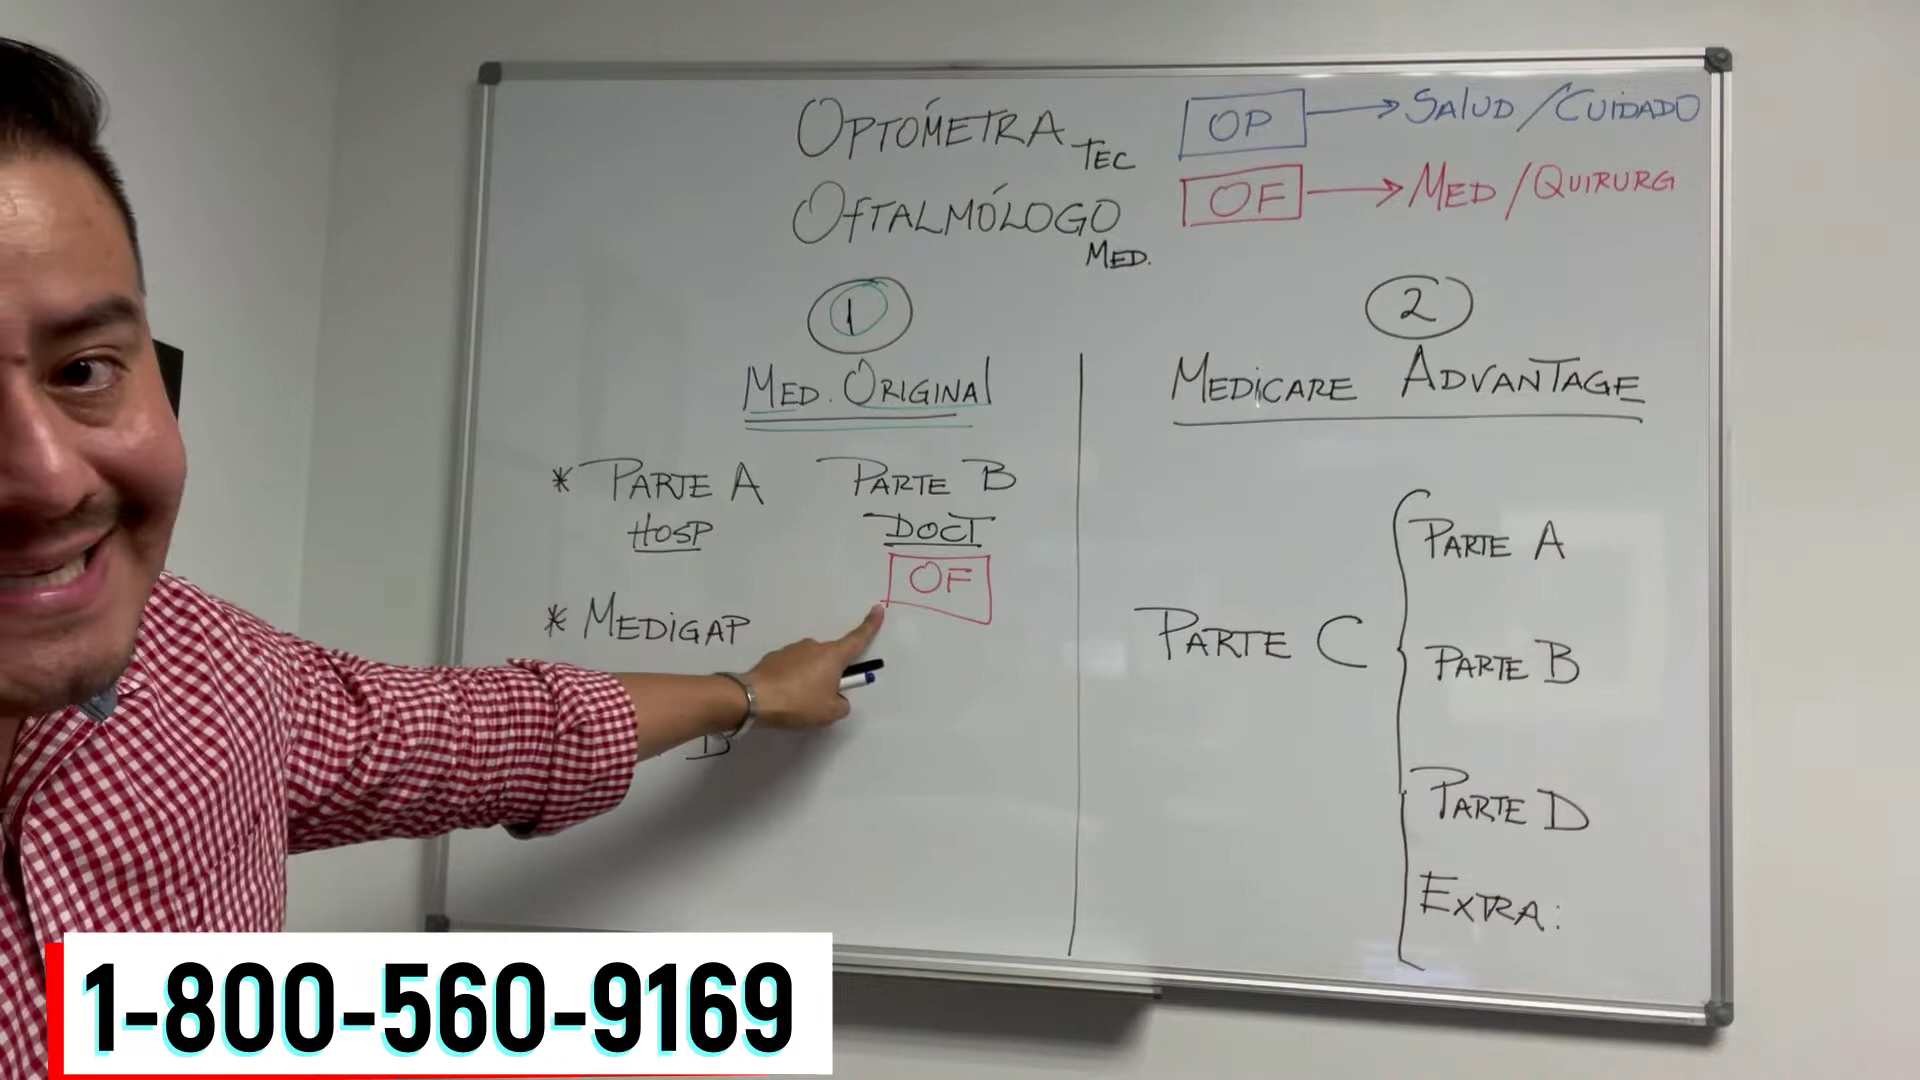 OPTÓMETRA TEC
OP → SALUD / CUIDADO
OFTALMÓLOGO MED.
OF → MED / QUIRURG
1
MED. ORIGINAL
* PARTE A
HOSP
PARTE B
DOCT
OF
* MEDIGAP
D
2
MEDICARE ADVANTAGE
PARTE C
PARTE A
PARTE B
PARTE D
EXTRA:
1-800-560-9169